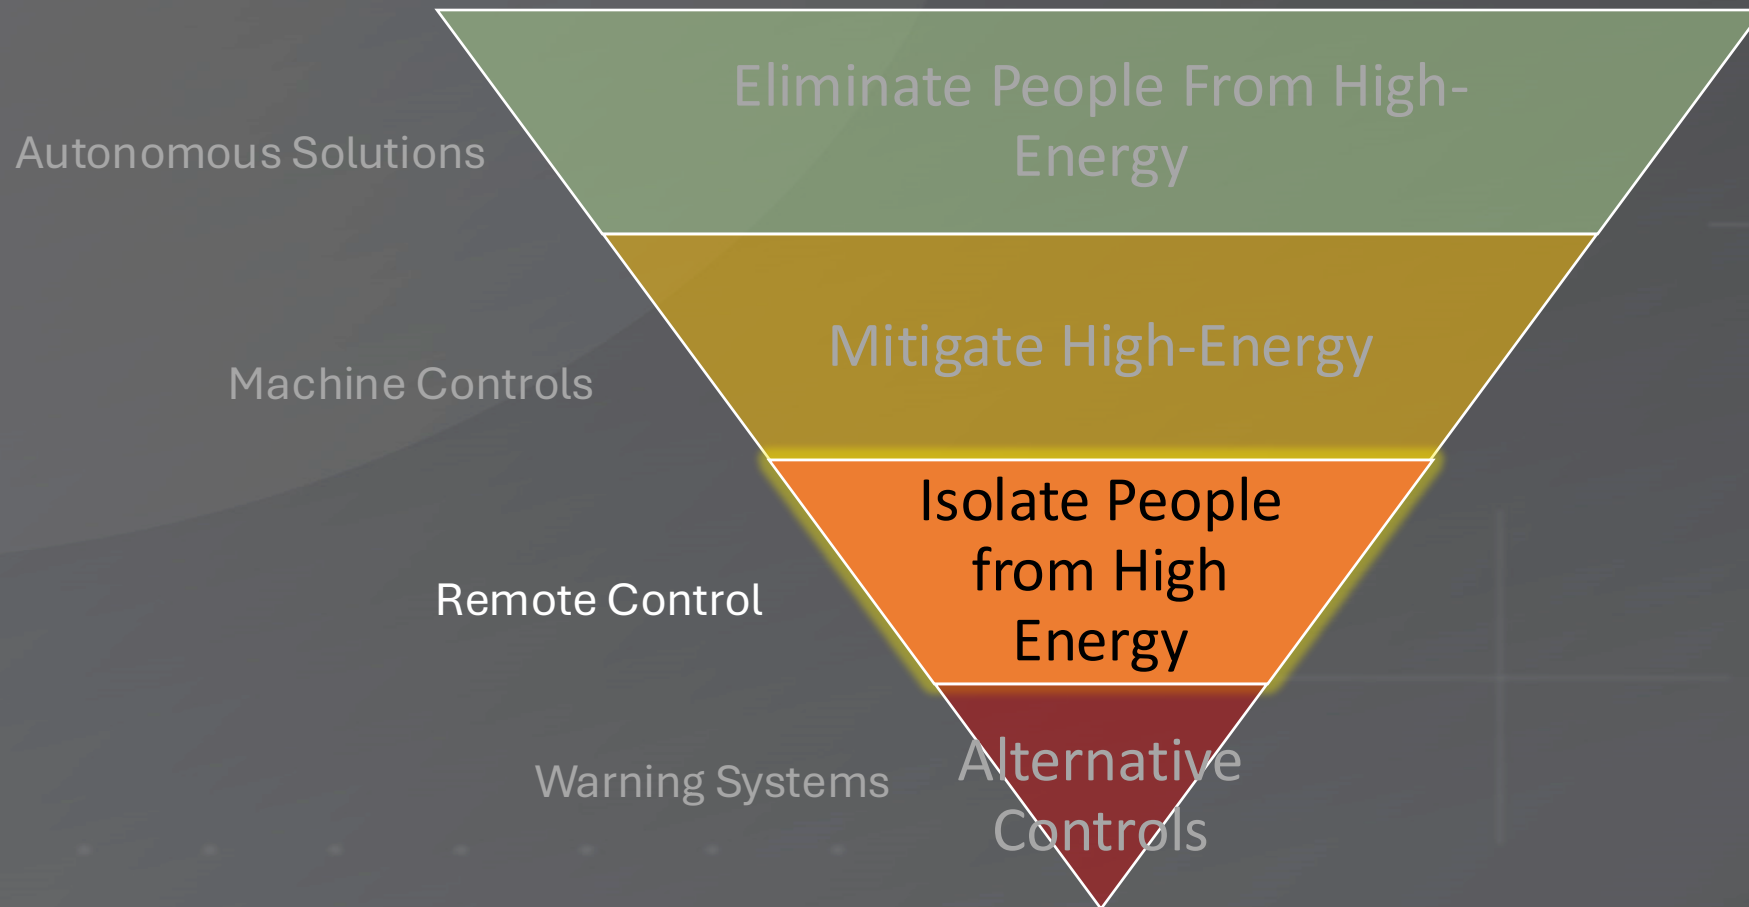 Eliminate People From High-
Energy
Autonomous Solutions
Mitigate High-Energy
Machine Controls
Isolate People
from High
Energy
Remote Control
Alternative
Controls
Warning Systems